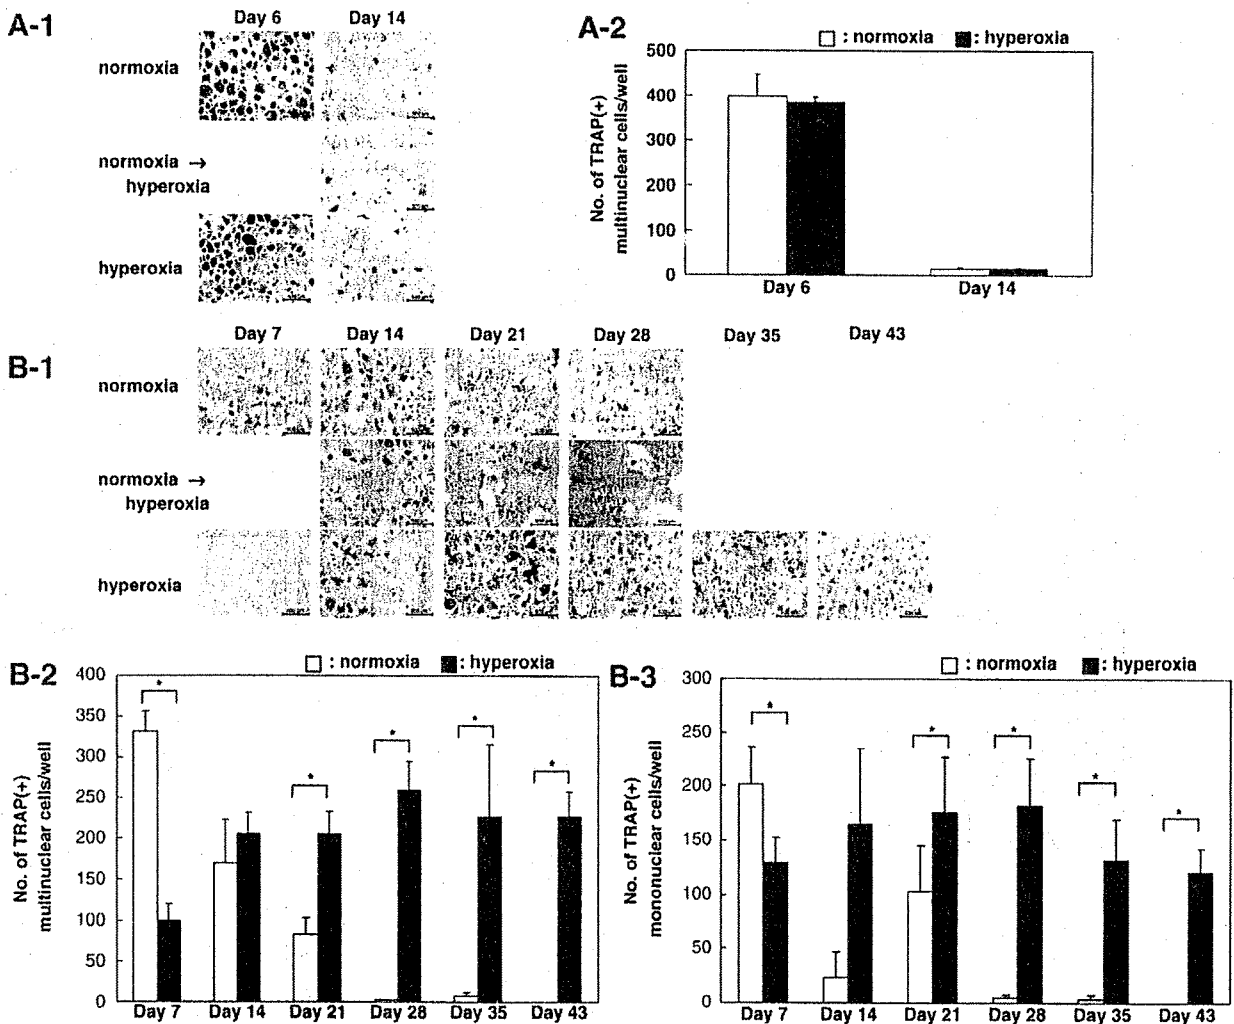 A-1
Day 6 Day 14
normoxia
normoxia →
hyperoxia
hyperoxia
A-2
□ : normoxia ■ : hyperoxia
No. of TRAP(+)
multinuclear cells/well
500
400
300
200
100
0
Day 6 Day 14
B-1
Day 7 Day 14 Day 21 Day 28 Day 35 Day 43
normoxia
normoxia →
hyperoxia
hyperoxia
B-2
□ : normoxia ■ : hyperoxia
No. of TRAP(+)
multinuclear cells/well
400
350
300
250
200
150
100
50
0
* * * * *
Day 7 Day 14 Day 21 Day 28 Day 35 Day 43
B-3
□ : normoxia ■ : hyperoxia
No. of TRAP(+)
mononuclear cells/well
300
250
200
150
100
50
0
* * * * *
Day 7 Day 14 Day 21 Day 28 Day 35 Day 43